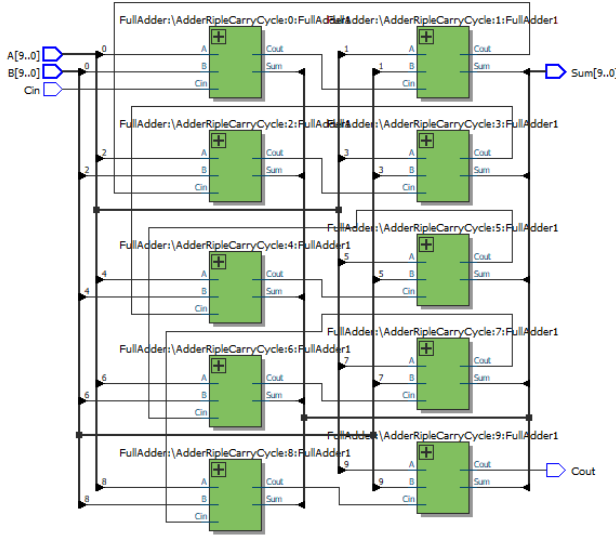 FullAdder:\AdderRipleCarryCycle:0:FullAdder1
FullAdder:\AdderRipleCarryCycle:1:FullAdder1
A[9..0]
B[9..0]
Cin
0
0
A
B
Cin
Cout
Sum
1
1
A
B
Cin
Cout
Sum
Sum[9..0]
FullAdder:\AdderRipleCarryCycle:2:FullAdder1
FullAdder:\AdderRipleCarryCycle:3:FullAdder1
2
2
A
B
Cin
Cout
Sum
3
3
A
B
Cin
Cout
Sum
FullAdder:\AdderRipleCarryCycle:4:FullAdder1
FullAdder:\AdderRipleCarryCycle:5:FullAdder1
4
4
A
B
Cin
Cout
Sum
5
5
A
B
Cin
Cout
Sum
FullAdder:\AdderRipleCarryCycle:6:FullAdder1
FullAdder:\AdderRipleCarryCycle:7:FullAdder1
6
6
A
B
Cin
Cout
Sum
7
7
A
B
Cin
Cout
Sum
FullAdder:\AdderRipleCarryCycle:8:FullAdder1
FullAdder:\AdderRipleCarryCycle:9:FullAdder1
8
8
A
B
Cin
Cout
Sum
9
9
A
B
Cin
Cout
Sum
Cout